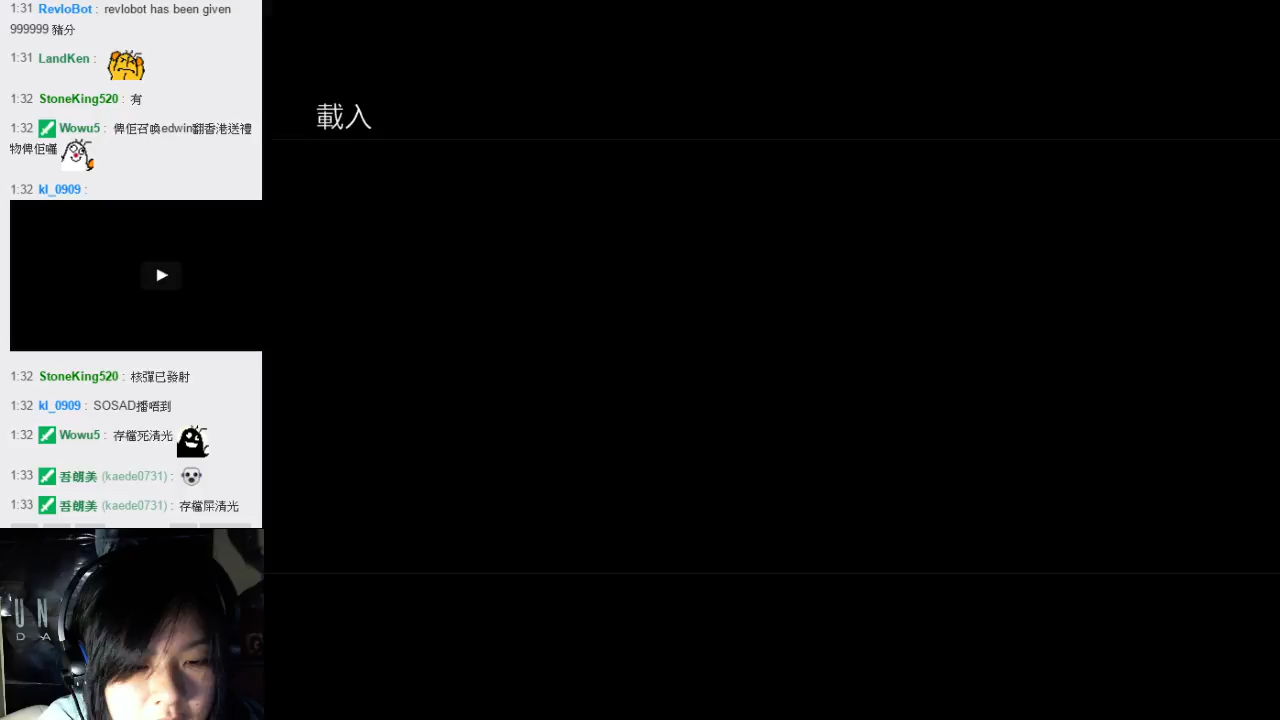 1:31 RevloBot : revlobot has been given
999999 豬分
1:31 LandKen :
1:32 StoneKing520 : 有
1:32 Wowu5 : 俾佢召喚edwin翻香港送禮
物俾佢囉
1:32 kl_0909 :
1:32 StoneKing520 : 核彈已發射
1:32 kl_0909 : SOSAD播唔到
1:32 Wowu5 : 存檔死清光
1:33 吾朗美 (kaede0731) :
1:33 吾朗美 (kaede0731) : 存檔屎清光
載入
UN
DA